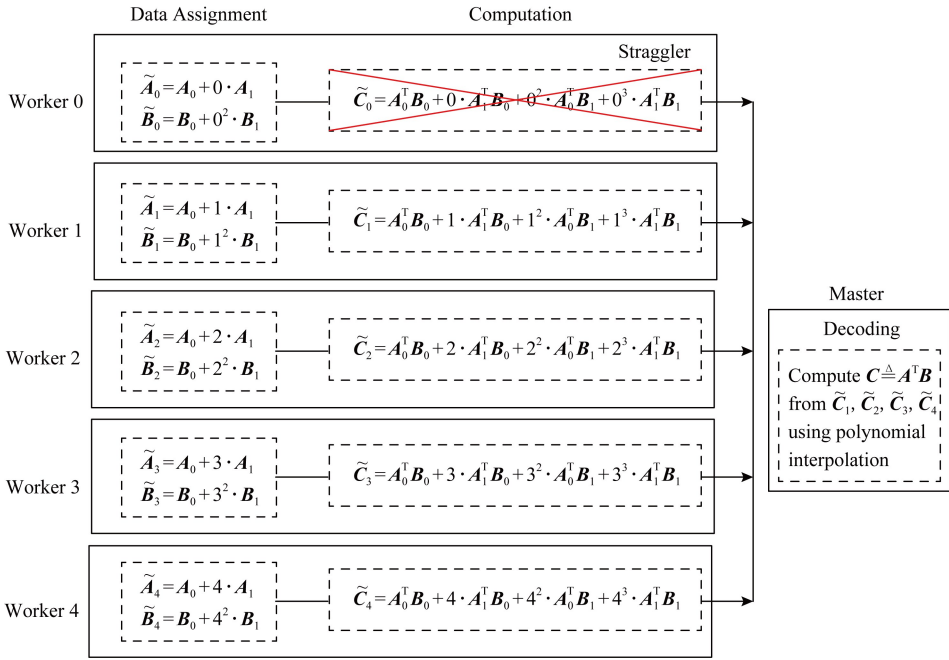 Data Assignment Computation
Straggler
Worker 0
Ã₀=A₀+0·A₁
B̃₀=B₀+0²·B₁
C̃₀=A₀ᵀB₀+0·A₁ᵀB₀+0²·A₀ᵀB₁+0³·A₁ᵀB₁
Worker 1
Ã₁=A₀+1·A₁
B̃₁=B₀+1²·B₁
C̃₁=A₀ᵀB₀+1·A₁ᵀB₀+1²·A₀ᵀB₁+1³·A₁ᵀB₁
Worker 2
Ã₂=A₀+2·A₁
B̃₂=B₀+2²·B₁
C̃₂=A₀ᵀB₀+2·A₁ᵀB₀+2²·A₀ᵀB₁+2³·A₁ᵀB₁
Worker 3
Ã₃=A₀+3·A₁
B̃₃=B₀+3²·B₁
C̃₃=A₀ᵀB₀+3·A₁ᵀB₀+3²·A₀ᵀB₁+3³·A₁ᵀB₁
Worker 4
Ã₄=A₀+4·A₁
B̃₄=B₀+4²·B₁
C̃₄=A₀ᵀB₀+4·A₁ᵀB₀+4²·A₀ᵀB₁+4³·A₁ᵀB₁
Master
Decoding
Compute C≜AᵀB
from C̃₁, C̃₂, C̃₃, C̃₄
using polynomial
interpolation